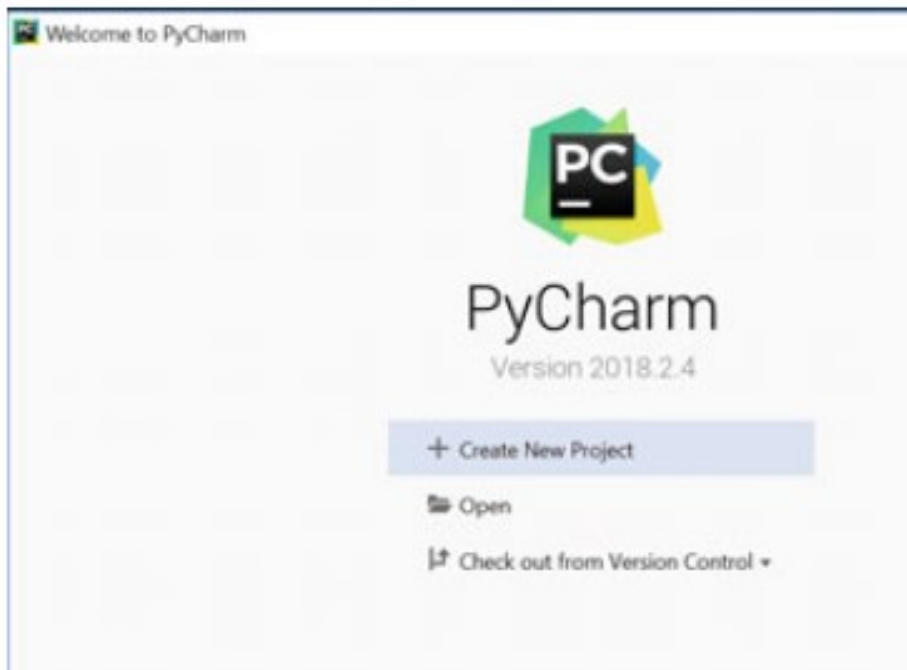 Welcome to PyCharm
PC
PyCharm
Version 2018.2.4
Create New Project
Open
Check out from Version Control